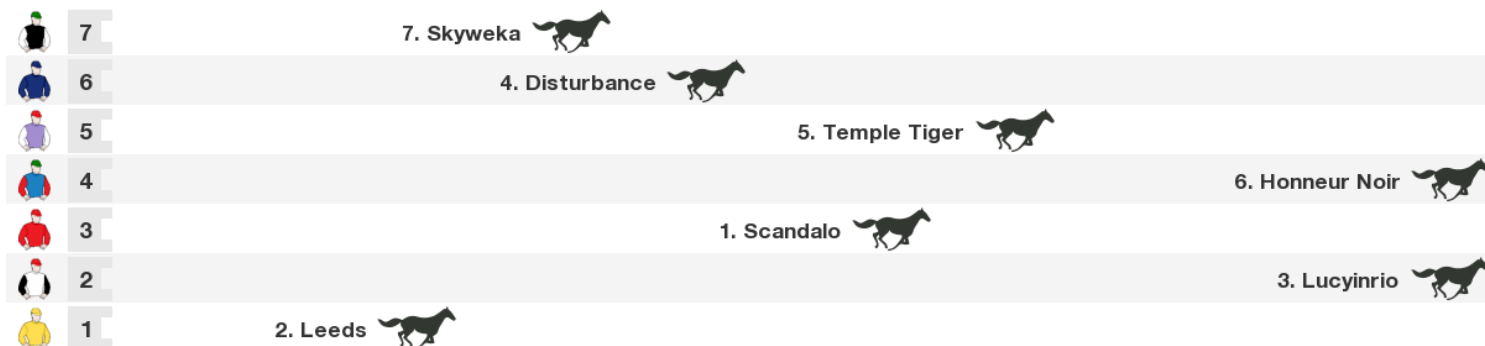 7 7. Skyweka
6 4. Disturbance
5 5. Temple Tiger
4 6. Honneur Noir
3 1. Scandalo
2 3. Lucyinrio
1 2. Leeds